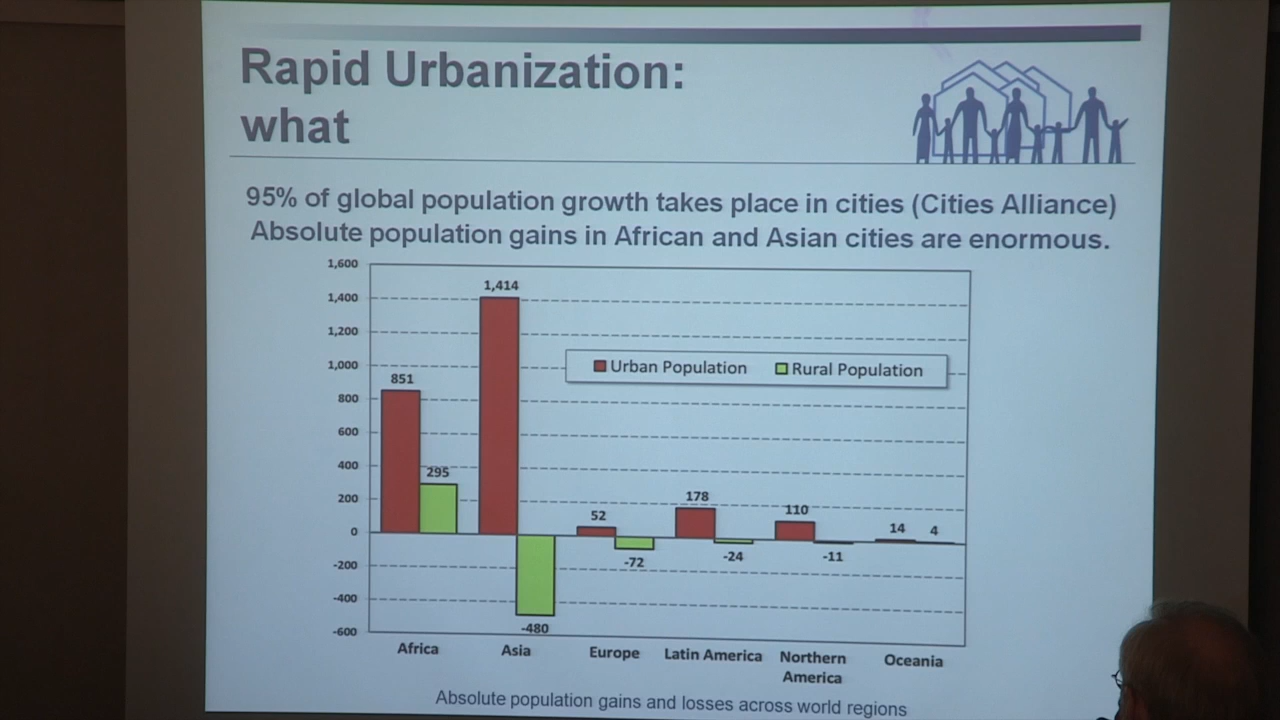 Rapid Urbanization:
what
95% of global population growth takes place in cities (Cities Alliance)
Absolute population gains in African and Asian cities are enormous.
1,600
1,400
1,200
1,000
800
600
400
200
0
-200
-400
-600
851
295
1,414
-480
52
-72
178
-24
110
-11
14
4
Urban Population
Rural Population
Africa
Asia
Europe
Latin America
Northern
America
Oceania
Absolute population gains and losses across world regions